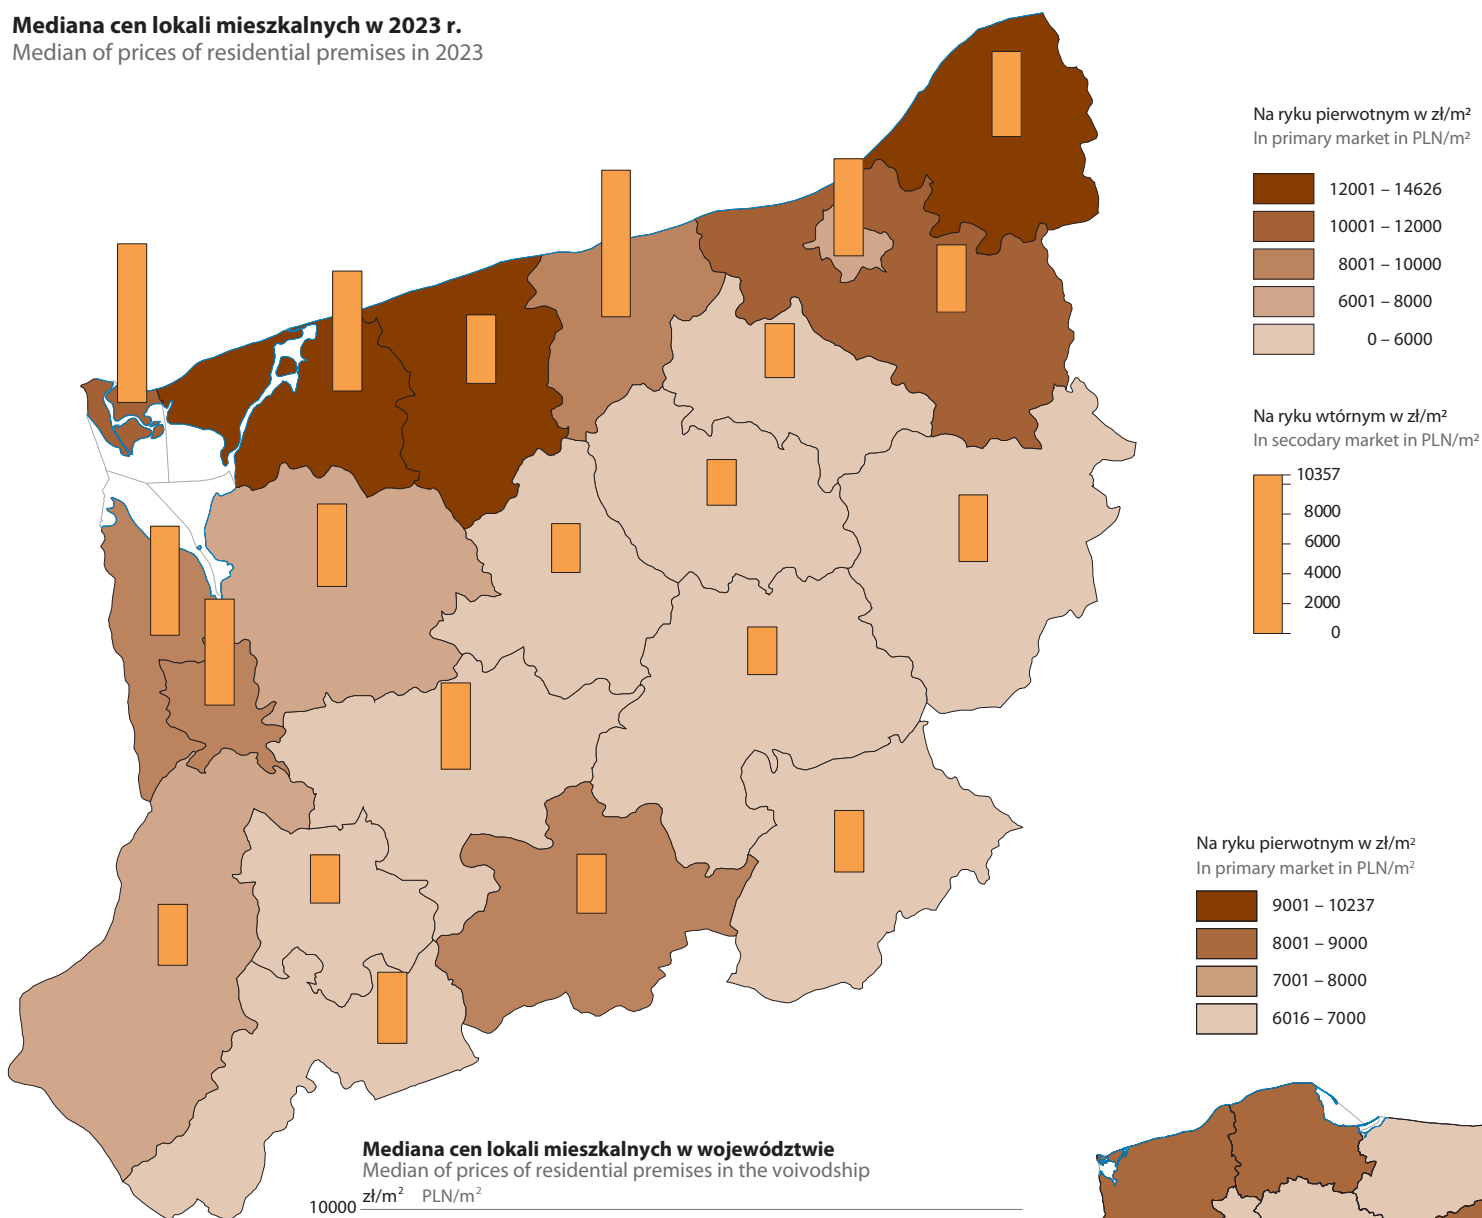 Mediana cen lokali mieszkalnych w 2023 r.
Median of prices of residential premises in 2023
Na ryku pierwotnym w zł/m²
In primary market in PLN/m²
12001 – 14626
10001 – 12000
8001 – 10000
6001 – 8000
0 – 6000
Na ryku wtórnym w zł/m²
In secodary market in PLN/m²
10357
8000
6000
4000
2000
0
Na ryku pierwotnym w zł/m²
In primary market in PLN/m²
9001 – 10237
8001 – 9000
7001 – 8000
6016 – 7000
Mediana cen lokali mieszkalnych w województwie
Median of prices of residential premises in the voivodship
zł/m² PLN/m²
10000